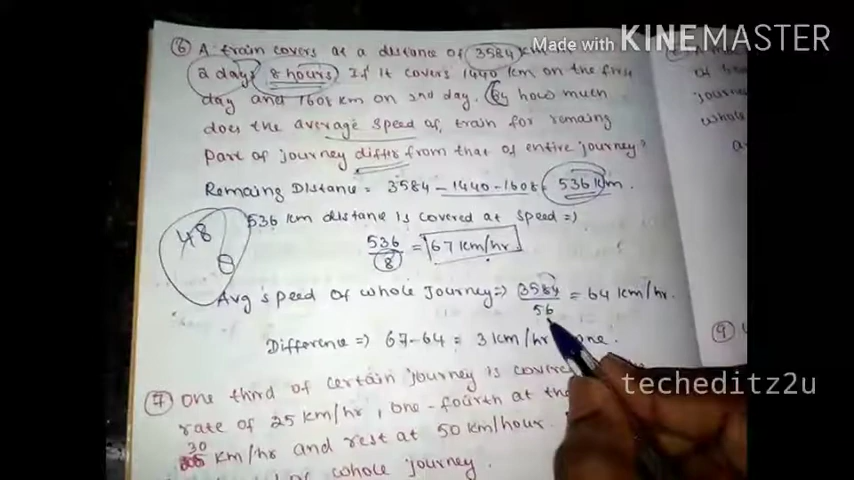 Made with KINEMASTER
6 A train covers at a distance of 3584 km
2 days 8 hours If it covers 1440 km on the first
day and 1608 km on 2nd day. By how much
does the average speed of train for remaing
part of journey differ from that of entire journey?
Remaining Distance = 3584 - 1440 - 1608 = 536 km.
536 km distance is covered at speed =)
48
8
536
8
= 67 km/hr
Avg speed of whole Journey =) 3584
56
= 64 km/hr.
Difference =) 67-64 = 3 km/hr
9
techeditz2u
7 One third of certain journey is covered
rate of 25 km/hr, one-fourth at the
30
km/hr and rest at 50 km/hour.
whole journey